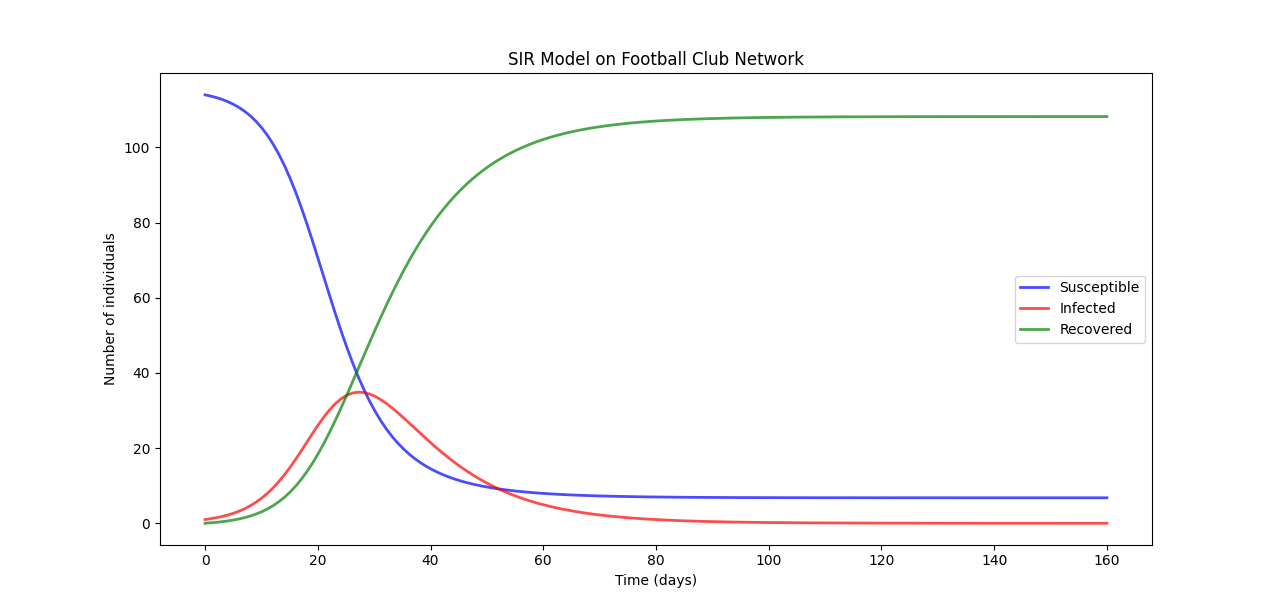 SIR Model on Football Club Network
Number of individuals
100
80
60
40
20
0
Susceptible
Infected
Recovered
0 20 40 60 80 100 120 140 160
Time (days)